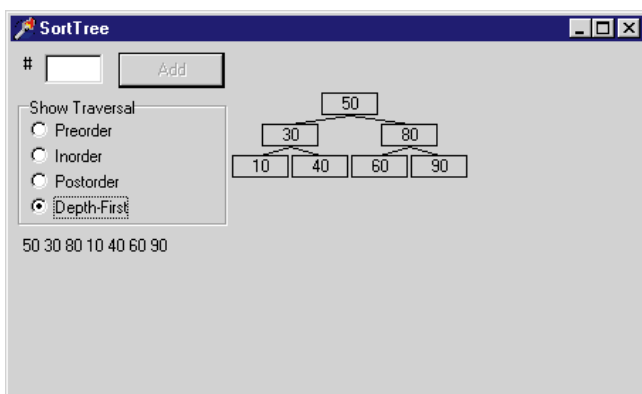 SortTree
# Add
Show Traversal
Preorder
Inorder
Postorder
Depth-First
50 30 80 10 40 60 90
50
30 80
10 40 60 90